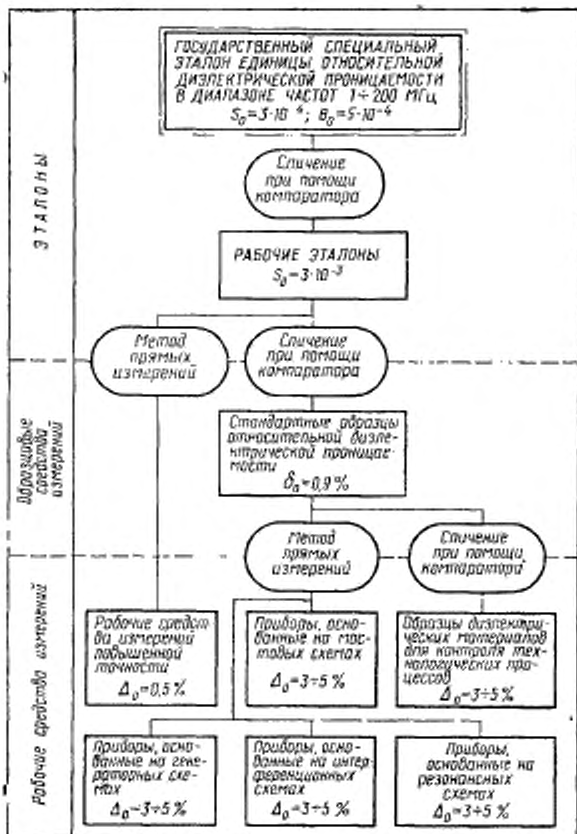 ГОСУДАРСТВЕННЫЙ СПЕЦИАЛЬНЫЙ
ЭТАЛОН ЕДИНИЦЫ ОТНОСИТЕЛЬНОЙ
ДИЭЛЕКТРИЧЕСКОЙ ПРОНИЦАЕМОСТИ
В ДИАПАЗОНЕ ЧАСТОТ 1÷200 МГц
S₀=3·10⁻⁴; θ₀=5·10⁻⁴
Сличение
при помощи
компаратора
ЭТАЛОНЫ
РАБОЧИЕ ЭТАЛОНЫ
S₀=3·10⁻³
Метод
прямых
измерений
Сличение
при помощи
компаратора
Образцовые
средства
измерений
Стандартные образцы
относительной диэлек-
трической проницае-
мости
δ₀=0,9%
Метод
прямых
измерений
Сличение
при помощи
компаратора
Рабочие средства измерений
Рабочие средст-
ва измерений
повышенной
точности
Δ₀=0,5%
Приборы, осно-
ванные на мос-
товых схемах
Δ₀=3÷5%
Образцы диэлектри-
ческих материалов
для контроля тех-
нологических про-
цессов
Δ₀=3÷5%
Приборы, осно-
ванные на гене-
раторных схе-
мах
Δ₀=3÷5%
Приборы, осно-
ванные на интер-
ференционных
схемах
Δ₀=3÷5%
Приборы,
основанные на
резонансных
схемах
Δ₀=3÷5%